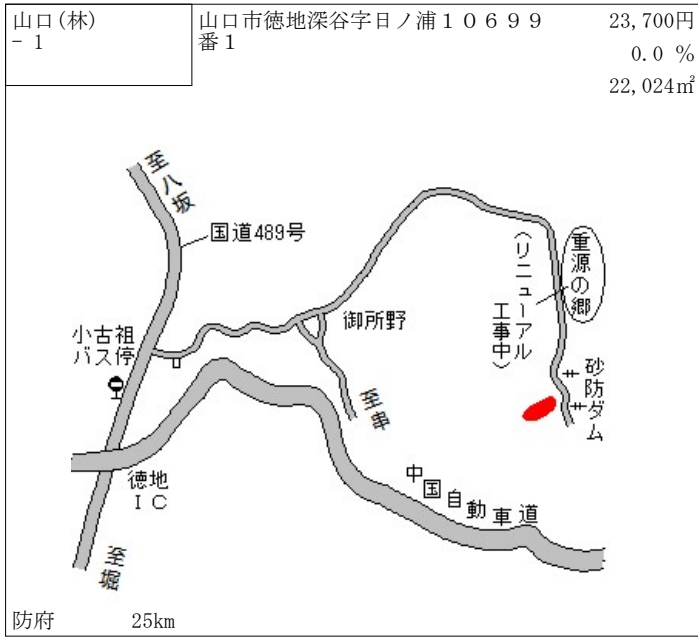 山口(林)
－1
山口市徳地深谷字日ノ浦１０６９９
番１
23,700円
0.0 %
22,024㎡
至八坂
国道489号
重源の郷
(リニューアル
工事中)
小古祖
バス停
御所野
至串
砂防ダム
徳地
ＩＣ
中国自動車道
至堀
防府 25km